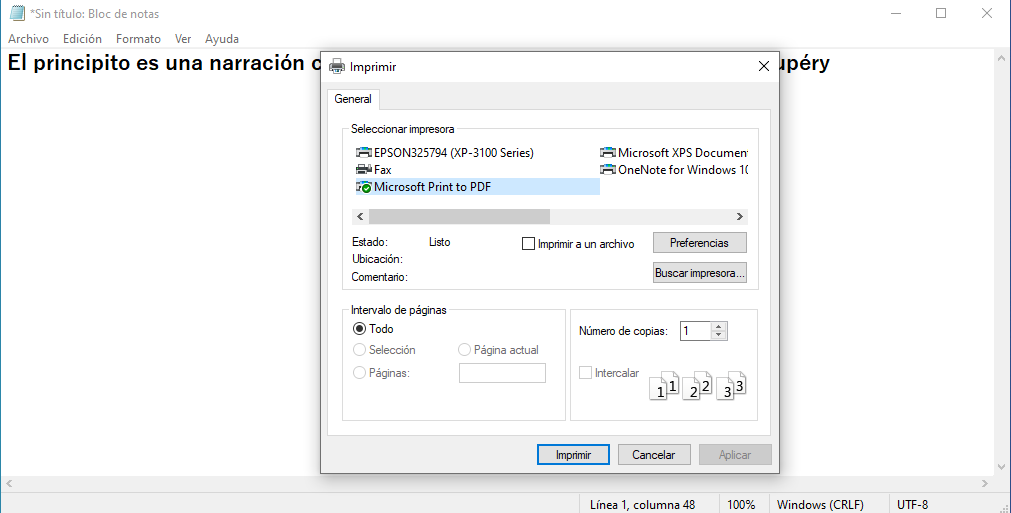 *Sin título: Bloc de notas
Archivo Edición Formato Ver Ayuda
El principito es una narración c
upéry
Imprimir
General
Seleccionar impresora
EPSON325794 (XP-3100 Series)
Microsoft XPS Document
Fax
OneNote for Windows 10
Microsoft Print to PDF
Estado: Listo
Imprimir a un archivo
Preferencias
Ubicación:
Comentario:
Buscar impresora...
Intervalo de páginas
Todo
Selección
Página actual
Páginas:
Número de copias: 1
Intercalar
1 1 2 2 3 3
Imprimir
Cancelar
Aplicar
Línea 1, columna 48 100% Windows (CRLF) UTF-8